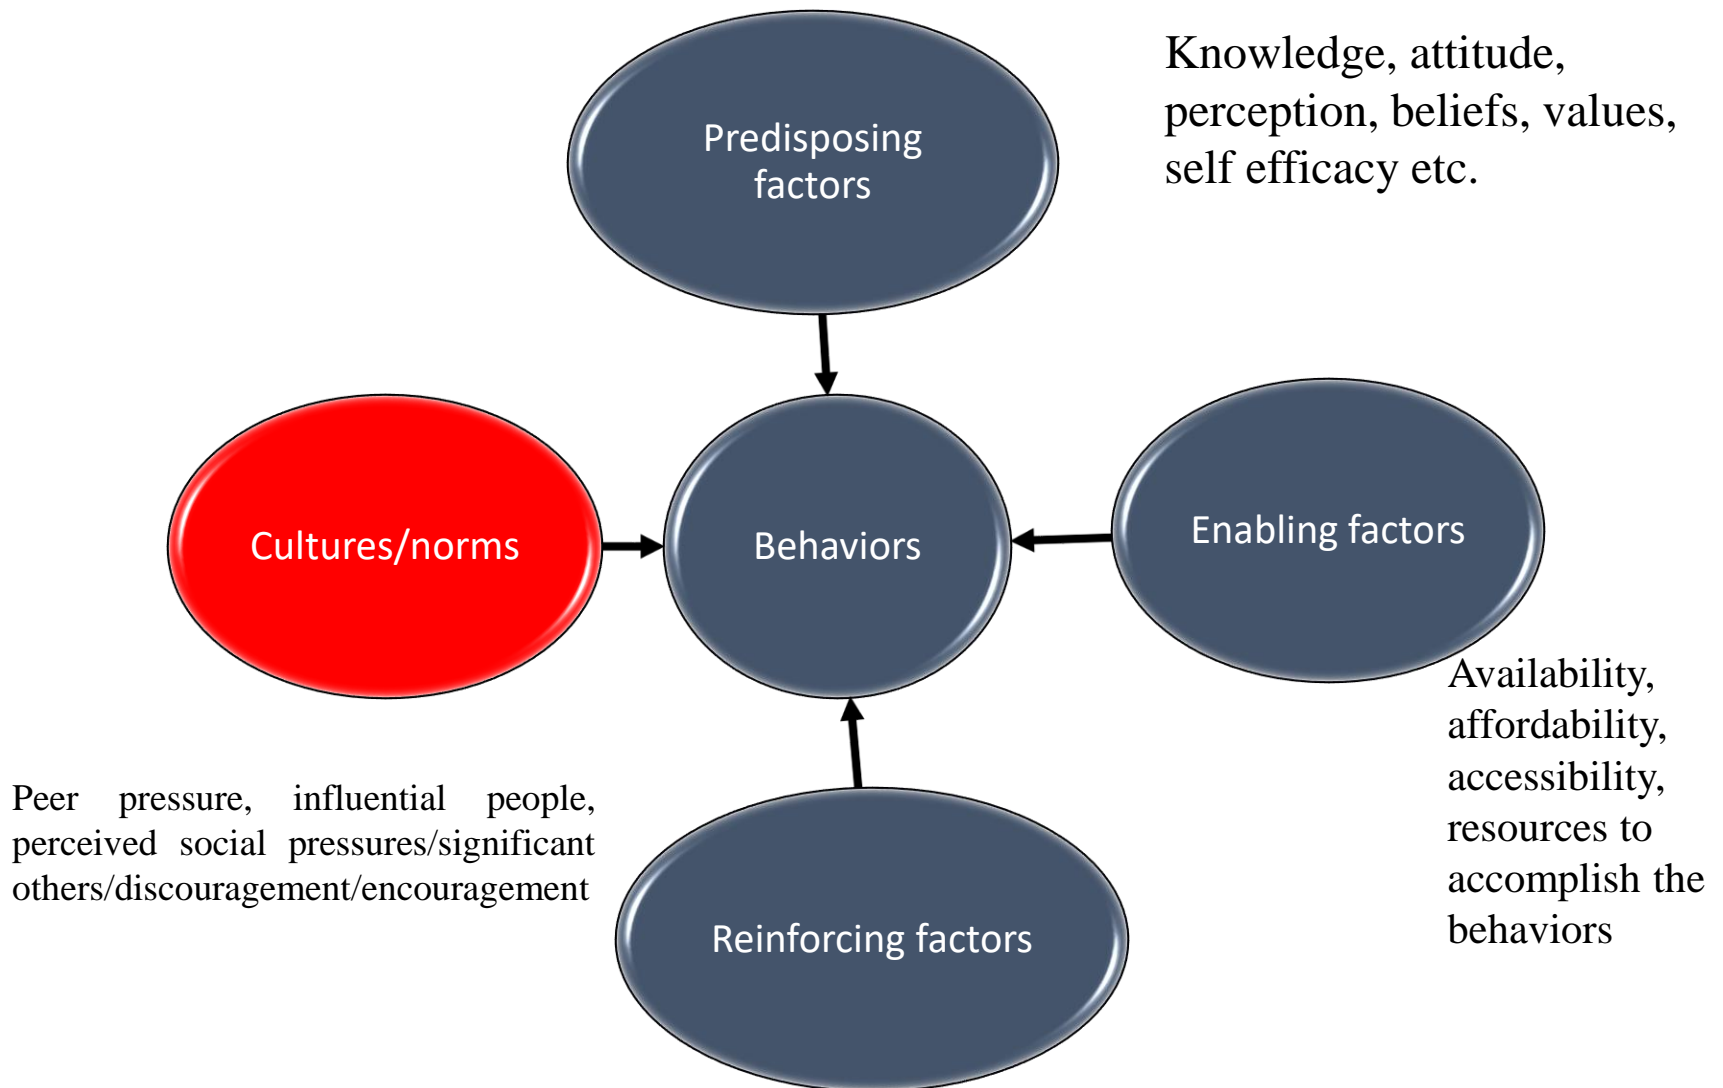 Predisposing
factors
Knowledge, attitude,
perception, beliefs, values,
self efficacy etc.
Cultures/norms
Behaviors
Enabling factors
Availability,
affordability,
accessibility,
resources to
accomplish the
behaviors
Peer pressure, influential people,
perceived social pressures/significant
others/discouragement/encouragement
Reinforcing factors